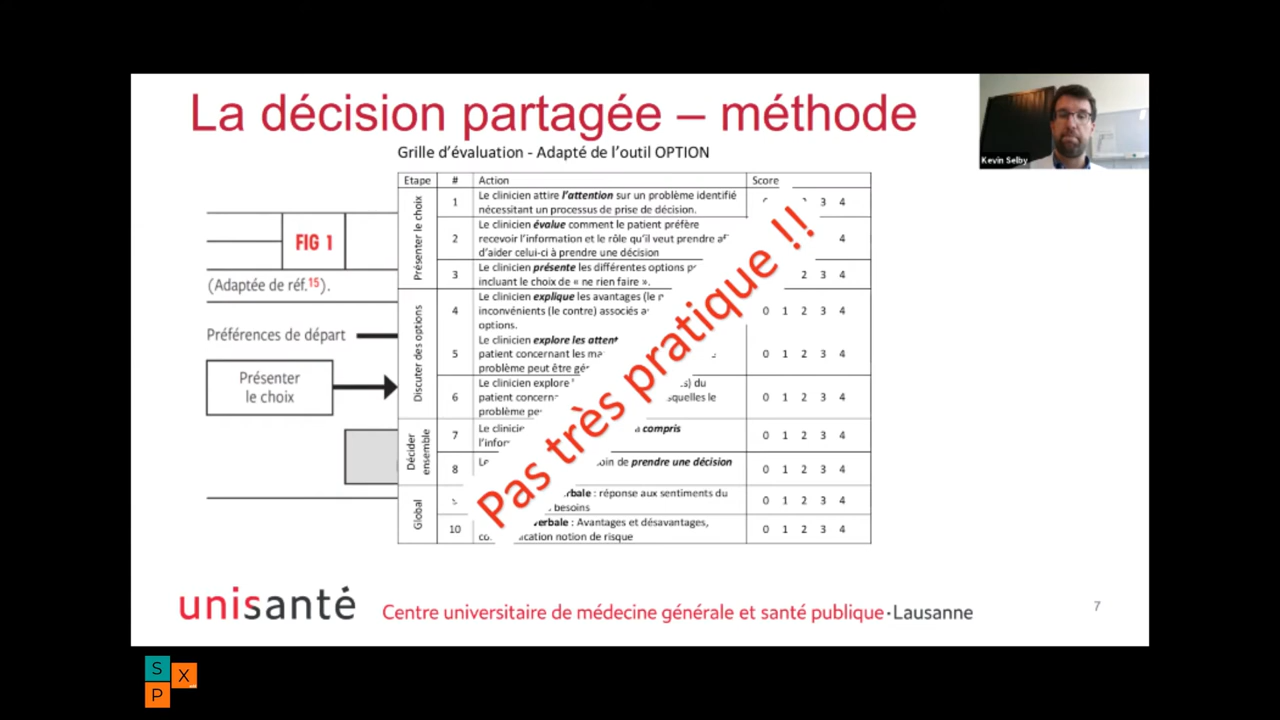 La décision partagée – méthode
Kevin Selby
Grille d'évaluation - Adapté de l'outil OPTION
FIG 1
(Adaptée de réf.15).
Préférences de départ
Présenter
le choix
Etape # Action Score
Présenter le choix
1 Le clinicien attire l'attention sur un problème identifié 3 4
nécessitant un processus de prise de décision.
2 Le clinicien évalue comment le patient préfère 4
recevoir l'information et le rôle qu'il veut prendre
d'aider celui-ci à prendre une décision
3 Le clinicien présente les différentes options 2 3 4
incluant le choix de « ne rien faire ».
Discuter des options
4 Le clinicien explique les avantages (le 0 1 2 3 4
inconvénients (le contre) associés
options.
5 Le clinicien explore les 0 1 2 3 4
patient concernant les
problème peut être
6 Le clinicien explore du 0 1 2 3 4
patient le
problème
Décider
ensemble
7 Le compris 0 1 2 3 4
8 de prendre une décision 0 1 2 3 4
Global
: réponse aux sentiments du 0 1 2 3 4
besoins
10 : Avantages et désavantages, 0 1 2 3 4
notion de risque
Pas très pratique !!
unisanté
Centre universitaire de médecine générale et santé publique • Lausanne
7
S
X
P